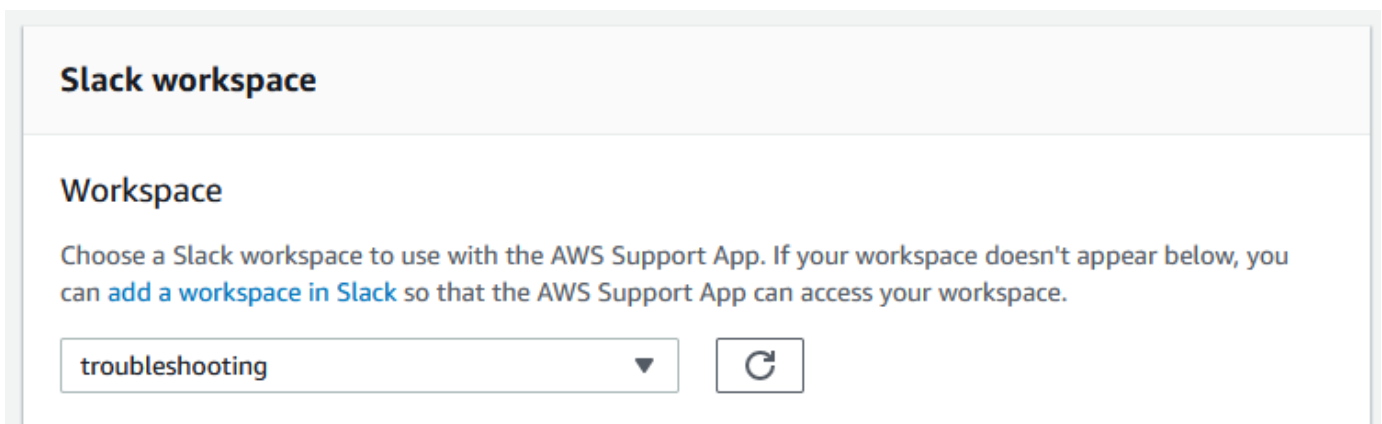 Slack workspace
Workspace
Choose a Slack workspace to use with the AWS Support App. If your workspace doesn't appear below, you
can add a workspace in Slack so that the AWS Support App can access your workspace.
troubleshooting